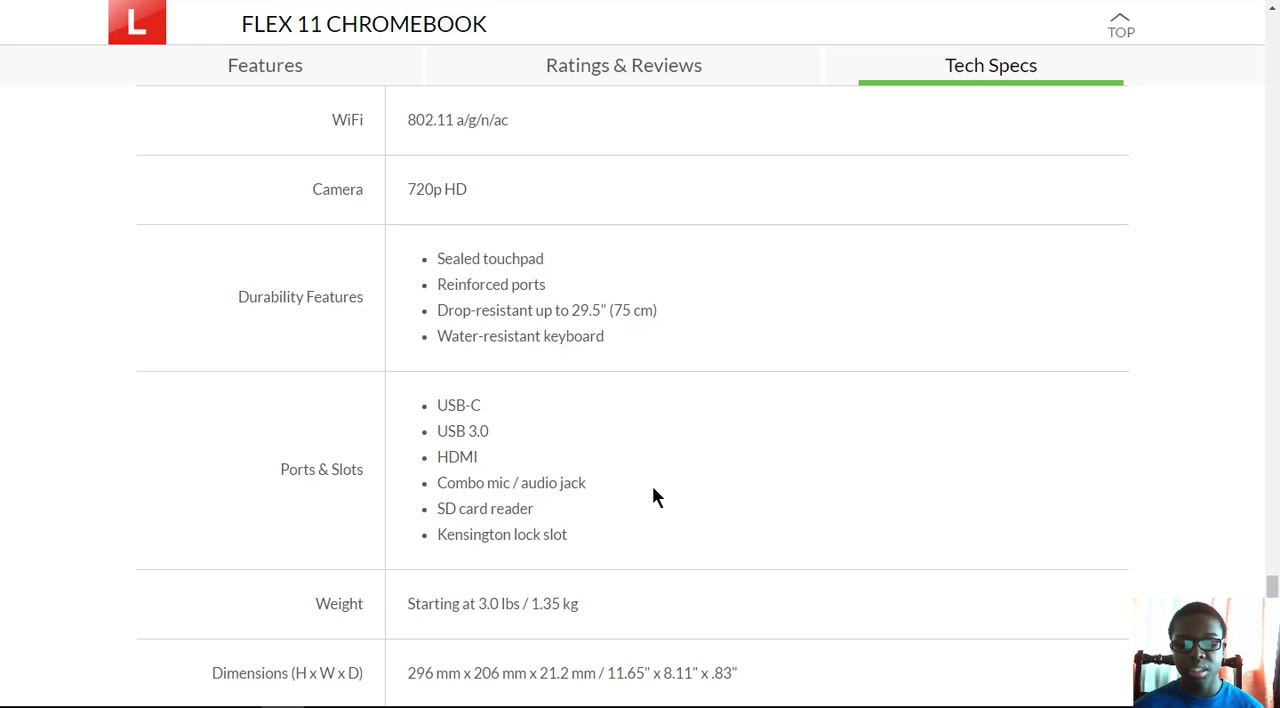 L
FLEX 11 CHROMEBOOK
TOP
Features
Ratings & Reviews
Tech Specs
WiFi
802.11 a/g/n/ac
Camera
720p HD
Durability Features
• Sealed touchpad
• Reinforced ports
• Drop-resistant up to 29.5" (75 cm)
• Water-resistant keyboard
Ports & Slots
• USB-C
• USB 3.0
• HDMI
• Combo mic / audio jack
• SD card reader
• Kensington lock slot
Weight
Starting at 3.0 lbs / 1.35 kg
Dimensions (H x W x D)
296 mm x 206 mm x 21.2 mm / 11.65" x 8.11" x .83"